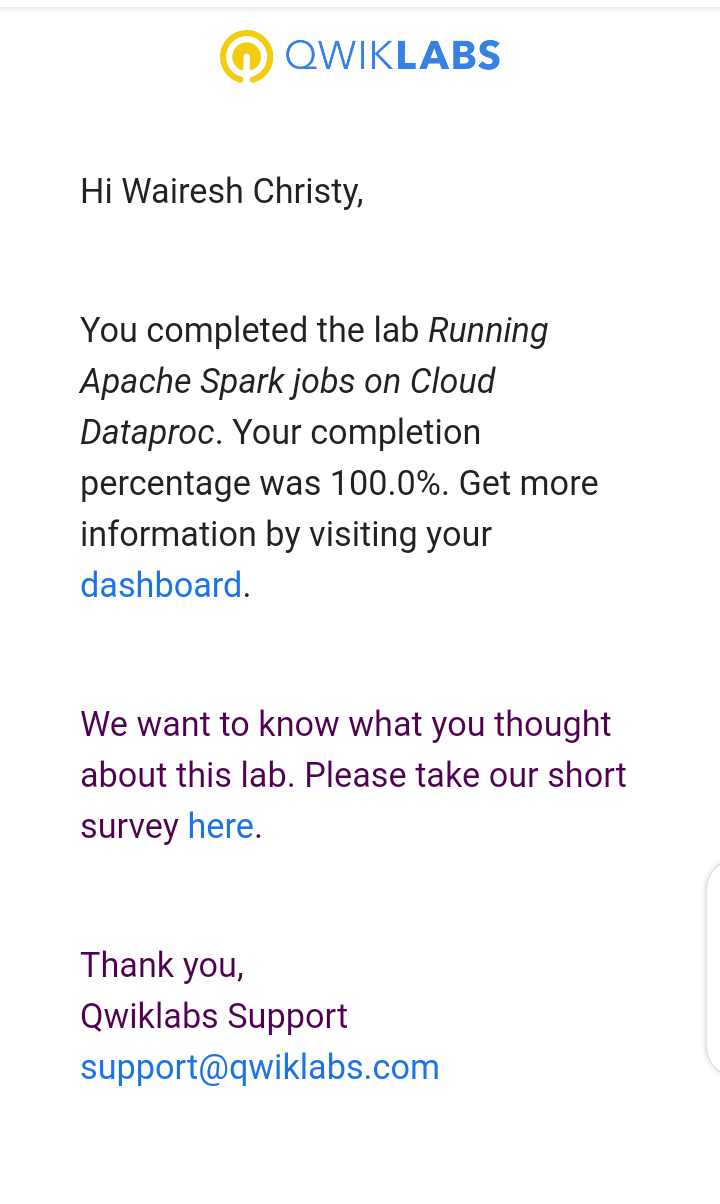 QWIKLABS
Hi Wairesh Christy,
You completed the lab Running
Apache Spark jobs on Cloud
Dataproc. Your completion
percentage was 100.0%. Get more
information by visiting your
dashboard.
We want to know what you thought
about this lab. Please take our short
survey here.
Thank you,
Qwiklabs Support
support@qwiklabs.com